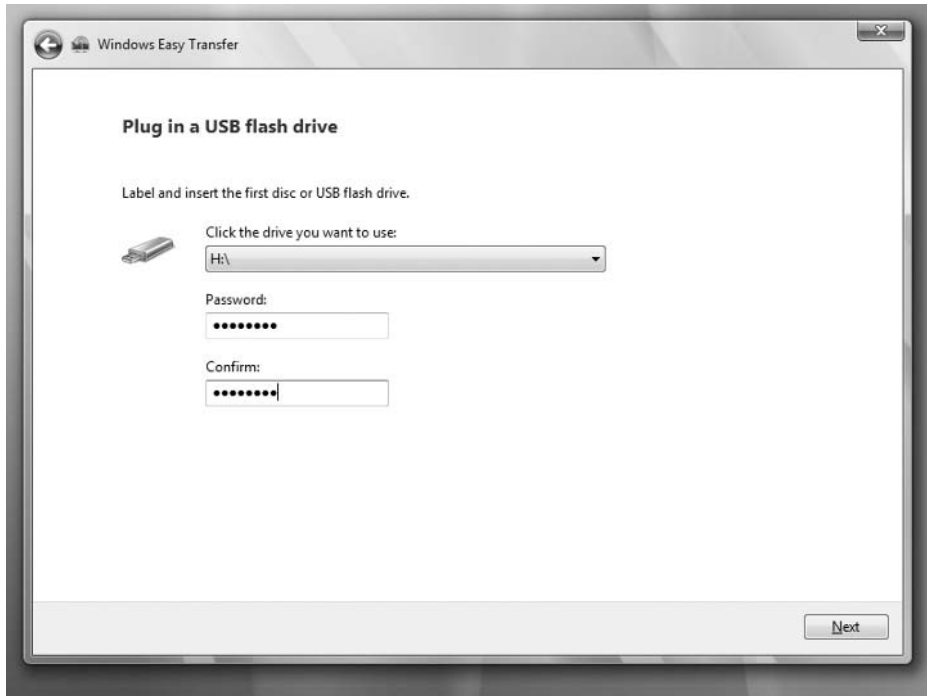 Windows Easy Transfer
X
Plug in a USB flash drive
Label and insert the first disc or USB flash drive.
Click the drive you want to use:
H:\
Password:
••••••••
Confirm:
••••••••
Next